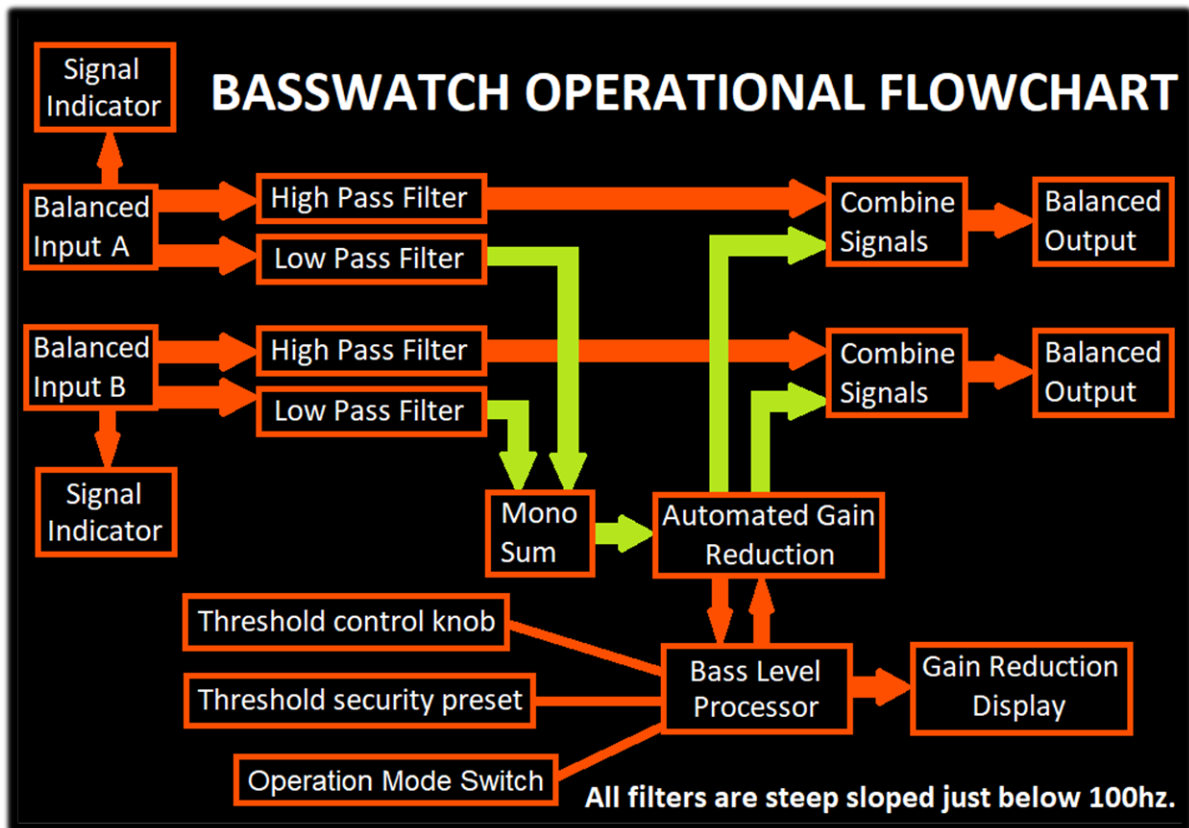 Signal
Indicator
BASSWATCH OPERATIONAL FLOWCHART
Balanced
Input A
High Pass Filter
Low Pass Filter
Combine
Signals
Balanced
Output
Balanced
Input B
High Pass Filter
Low Pass Filter
Combine
Signals
Balanced
Output
Signal
Indicator
Mono
Sum
Automated Gain
Reduction
Threshold control knob
Threshold security preset
Operation Mode Switch
Bass Level
Processor
Gain Reduction
Display
All filters are steep sloped just below 100hz.